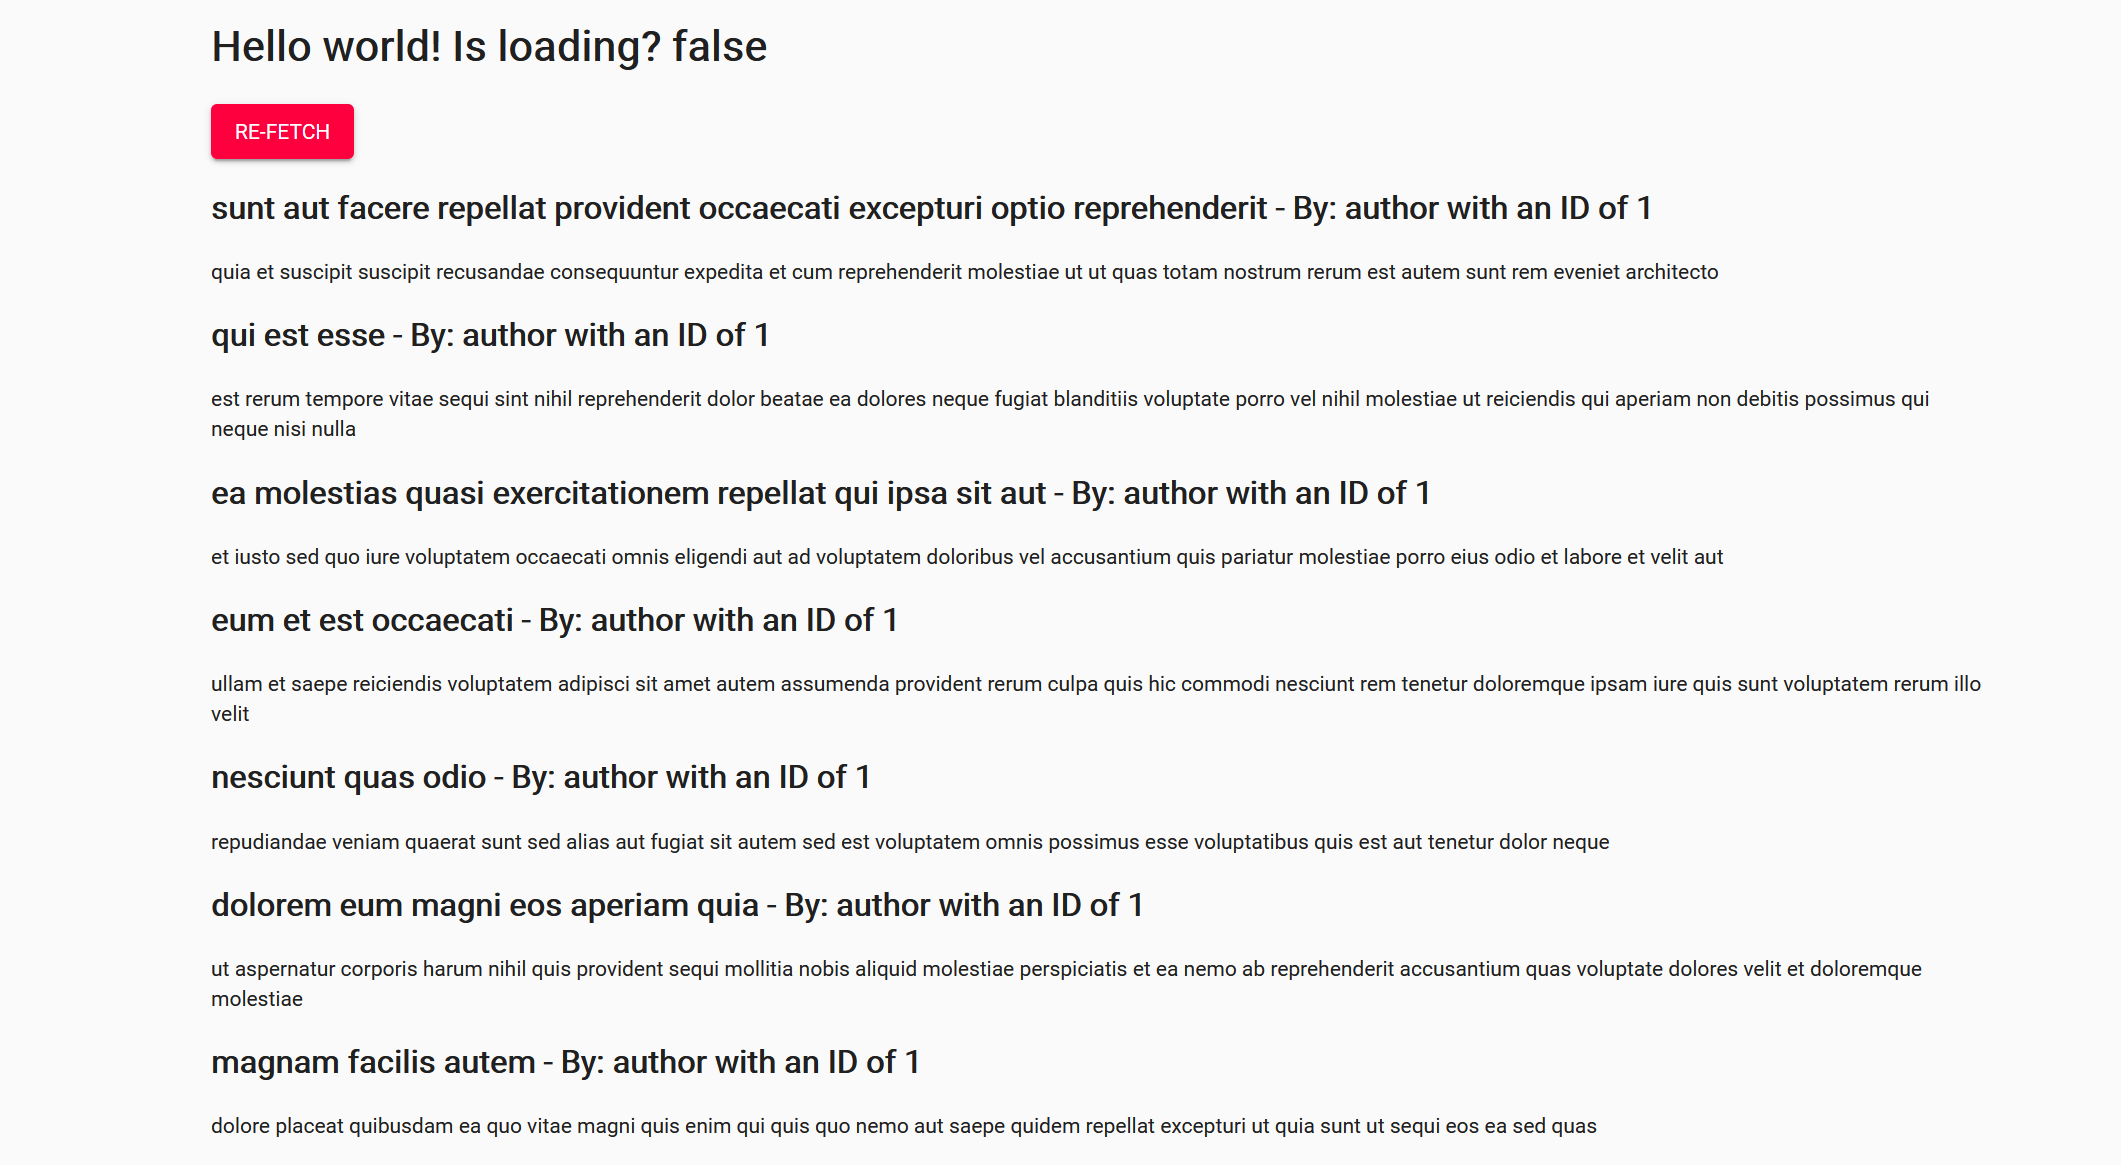 Hello world! Is loading? false
RE-FETCH
sunt aut facere repellat provident occaecati excepturi optio reprehenderit - By: author with an ID of 1
quia et suscipit suscipit recusandae consequuntur expedita et cum reprehenderit molestiae ut ut quas totam nostrum rerum est autem sunt rem eveniet architecto
qui est esse - By: author with an ID of 1
est rerum tempore vitae sequi sint nihil reprehenderit dolor beatae ea dolores neque fugiat blanditiis voluptate porro vel nihil molestiae ut reiciendis qui aperiam non debitis possimus qui
neque nisi nulla
ea molestias quasi exercitationem repellat qui ipsa sit aut - By: author with an ID of 1
et iusto sed quo iure voluptatem occaecati omnis eligendi aut ad voluptatem doloribus vel accusantium quis pariatur molestiae porro eius odio et labore et velit aut
eum et est occaecati - By: author with an ID of 1
ullam et saepe reiciendis voluptatem adipisci sit amet autem assumenda provident rerum culpa quis hic commodi nesciunt rem tenetur doloremque ipsam iure quis sunt voluptatem rerum illo
velit
nesciunt quas odio - By: author with an ID of 1
repudiandae veniam quaerat sunt sed alias aut fugiat sit autem sed est voluptatem omnis possimus esse voluptatibus quis est aut tenetur dolor neque
dolorem eum magni eos aperiam quia - By: author with an ID of 1
ut aspernatur corporis harum nihil quis provident sequi mollitia nobis aliquid molestiae perspiciatis et ea nemo ab reprehenderit accusantium quas voluptate dolores velit et doloremque
molestiae
magnam facilis autem - By: author with an ID of 1
dolore placeat quibusdam ea quo vitae magni quis enim qui quis quo nemo aut saepe quidem repellat excepturi ut quia sunt ut sequi eos ea sed quas